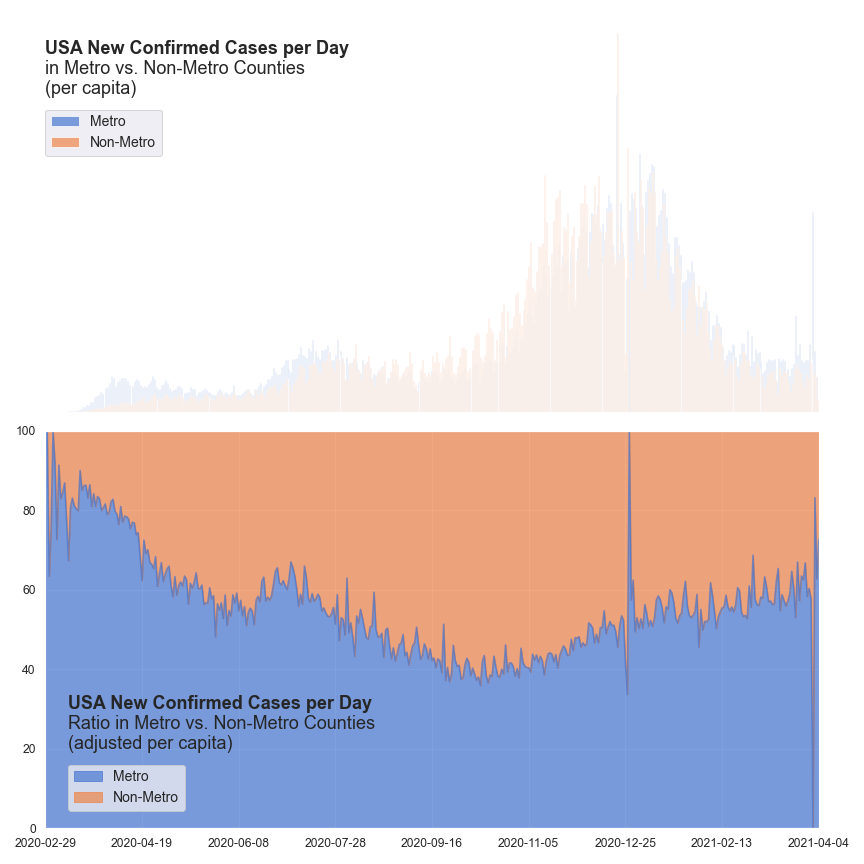 USA New Confirmed Cases per Day
in Metro vs. Non-Metro Counties
(per capita)
Metro
Non-Metro
100
80
60
40
20
0
USA New Confirmed Cases per Day
Ratio in Metro vs. Non-Metro Counties
(adjusted per capita)
Metro
Non-Metro
2020-02-29 2020-04-19 2020-06-08 2020-07-28 2020-09-16 2020-11-05 2020-12-25 2021-02-13 2021-04-04